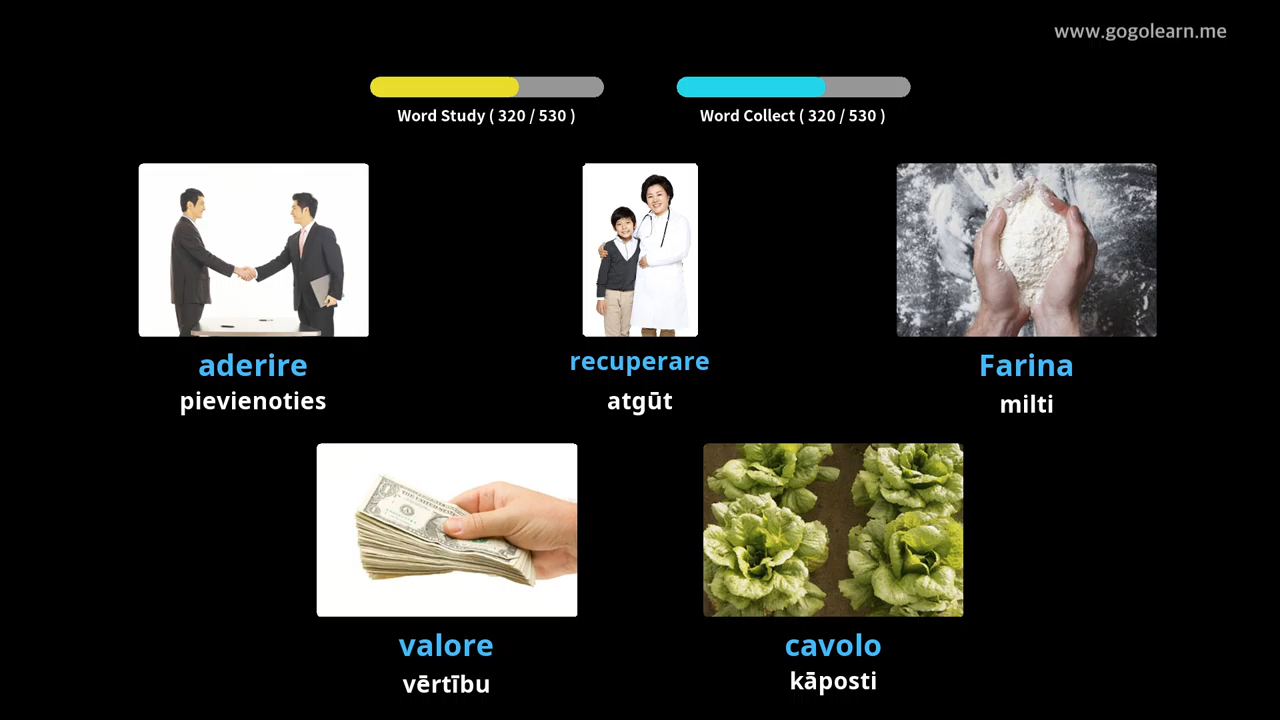 www.gogolearn.me
Word Study ( 320 / 530 )
Word Collect ( 320 / 530 )
aderire
pievienoties
recuperare
atgūt
Farina
milti
valore
vērtību
cavolo
kāposti